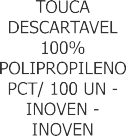 TOUCA
DESCARTAVEL
100%
POLIPROPILENO
PCT/ 100 UN -
INOVEN -
INOVEN